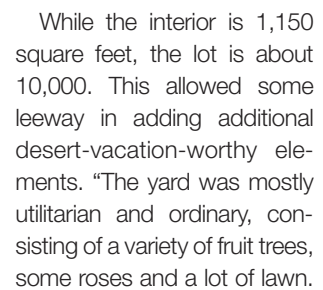 While the interior is 1,150
square feet, the lot is about
10,000. This allowed some
leeway in adding additional
desert-vacation-worthy ele-
ments. “The yard was mostly
utilitarian and ordinary, con-
sisting of a variety of fruit trees,
some roses and a lot of lawn.